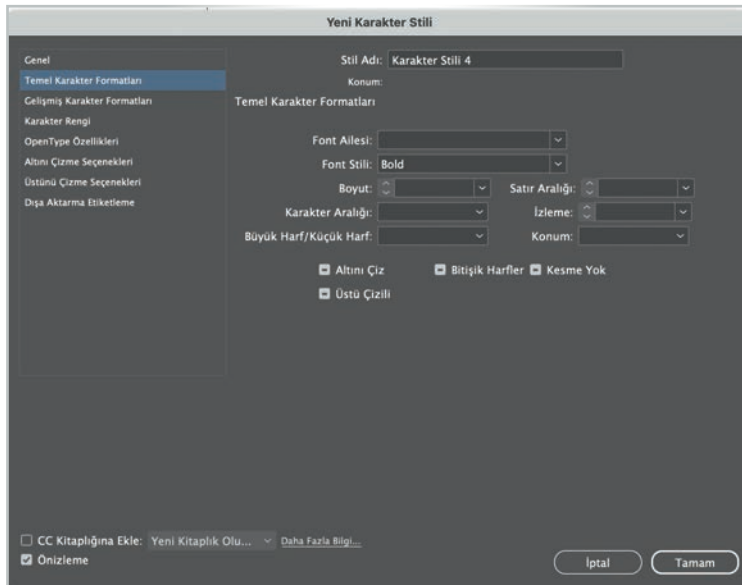 Yeni Karakter Stili
Genel
Temel Karakter Formatları
Gelişmiş Karakter Formatları
Karakter Rengi
OpenType Özellikleri
Altını Çizme Seçenekleri
Üstünü Çizme Seçenekleri
Dışa Aktarma Etiketleme
Stil Adı: Karakter Stili 4
Konum:
Temel Karakter Formatları
Font Ailesi:
Font Stili: Bold
Boyut: Satır Aralığı:
Karakter Aralığı: İzleme:
Büyük Harf/Küçük Harf: Konum:
Altını Çiz Bitişik Harfler Kesme Yok
Üstü Çizili
CC Kitaplığına Ekle: Yeni Kitaplık Olu... Daha Fazla Bilgi...
Önizleme
İptal Tamam